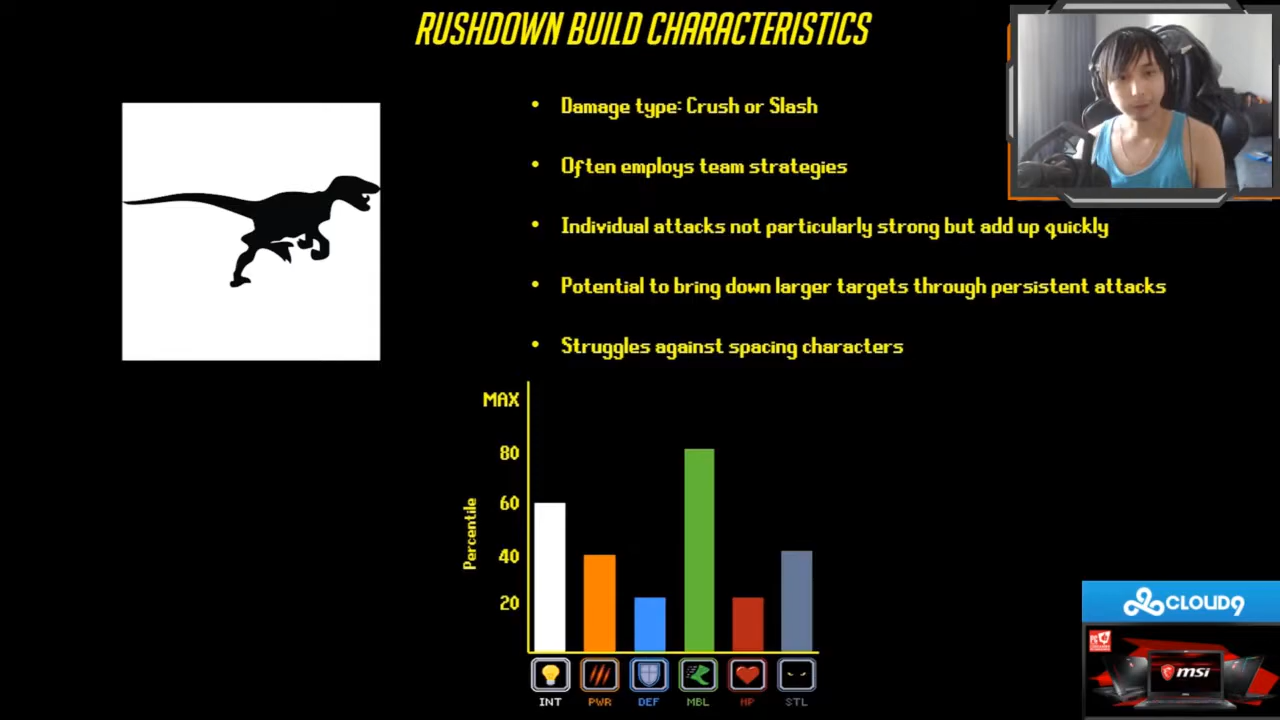 RUSHDOWN BUILD CHARACTERISTICS
• Damage type: Crush or Slash
• Often employs team strategies
• Individual attacks not particularly strong but add up quickly
• Potential to bring down larger targets through persistent attacks
• Struggles against spacing characters
MAX
80
60
40
20
Percentile
INT PWR DEF MBL HP STL
CLOUD9
msi